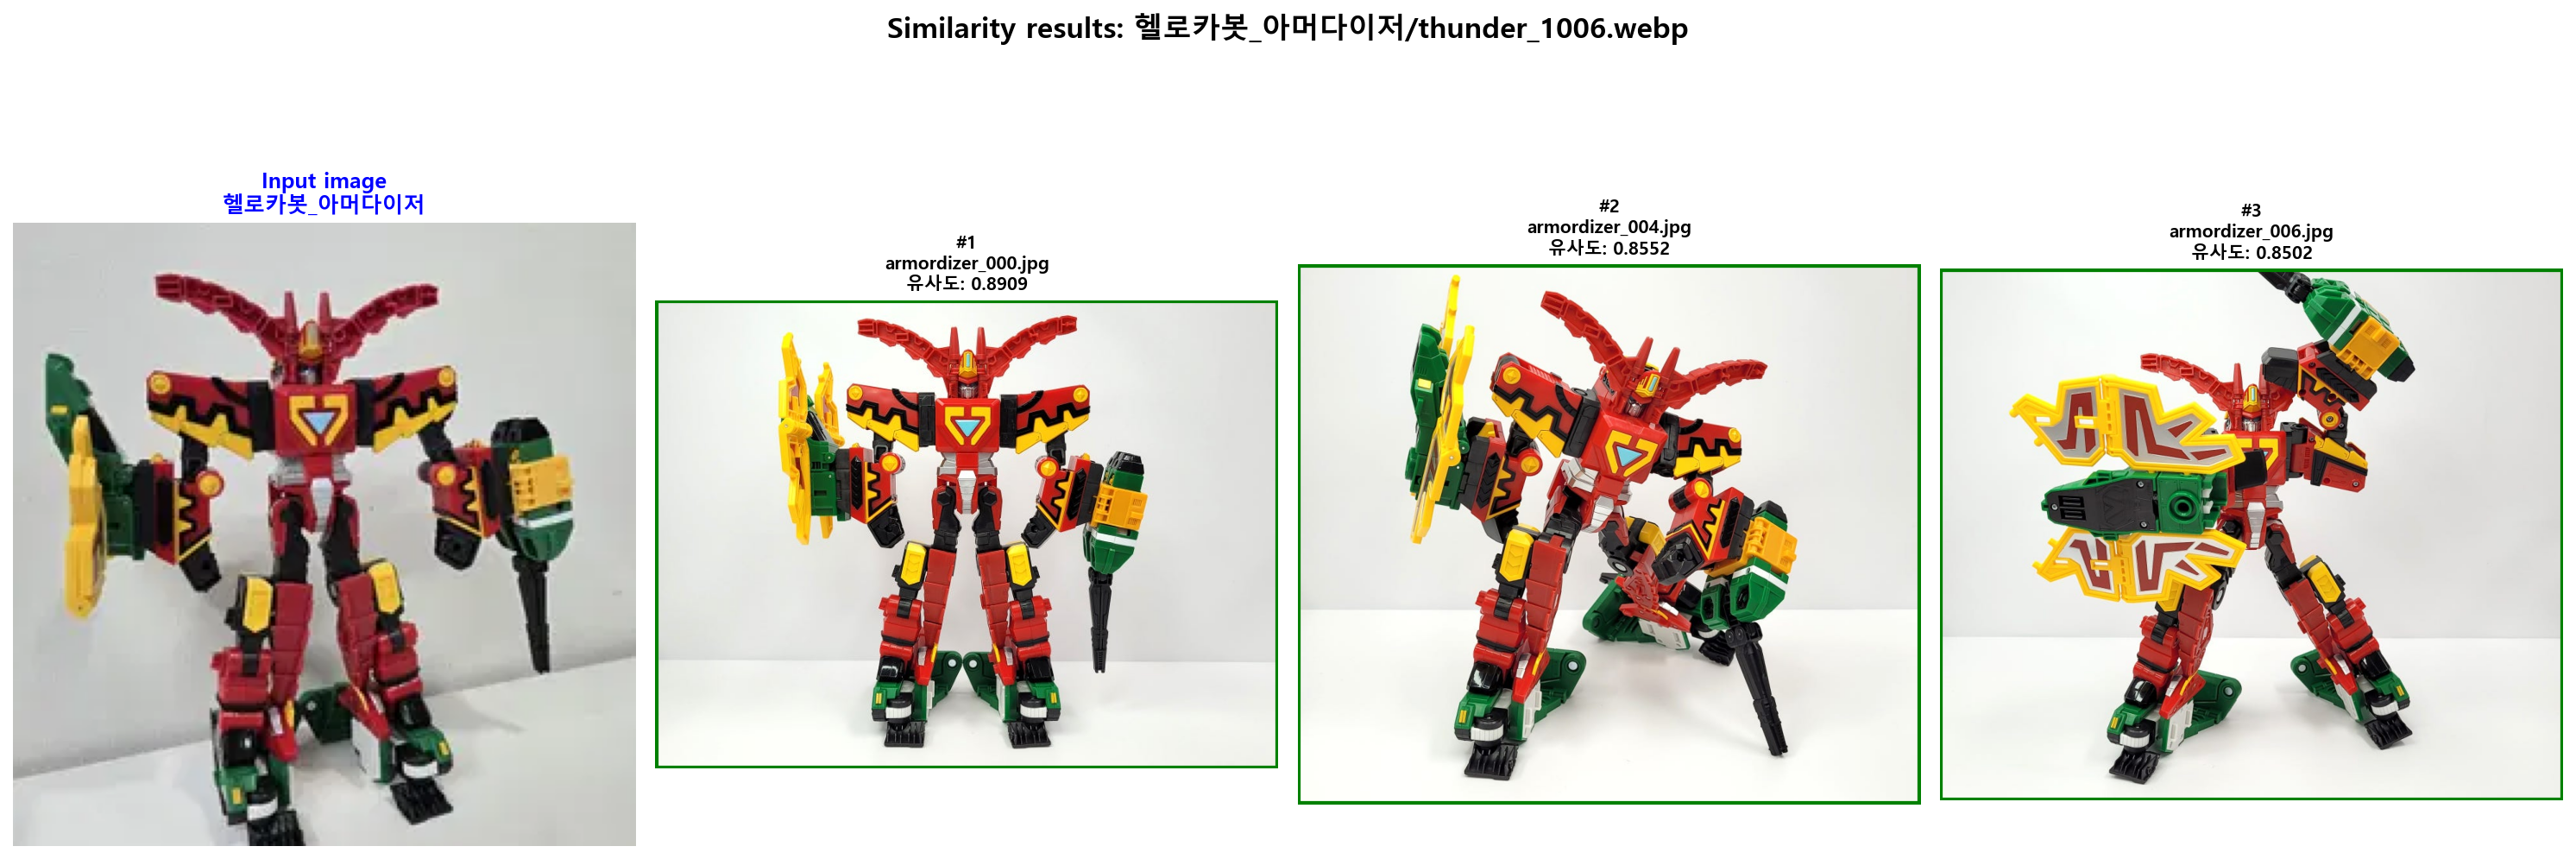 Similarity results: 헬로카봇_아머다이저/thunder_1006.webp
Input image
헬로카봇_아머다이저
#1
armordizer_000.jpg
유사도: 0.8909
#2
armordizer_004.jpg
유사도: 0.8552
#3
armordizer_006.jpg
유사도: 0.8502